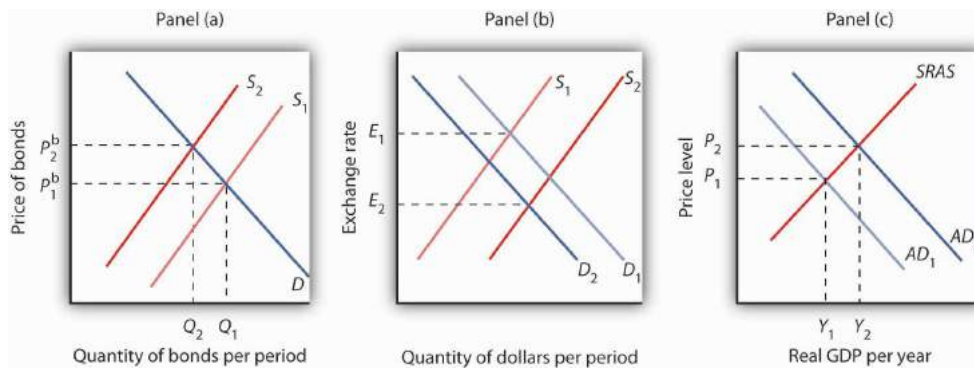 Panel (a)
Price of bonds
P₂ᵇ
P₁ᵇ
S₂
S₁
D
Q₂ Q₁
Quantity of bonds per period
Panel (b)
Exchange rate
E₁
E₂
S₁
S₂
D₂ D₁
Quantity of dollars per period
Panel (c)
Price level
P₂
P₁
SRAS
AD₁
AD
Y₁ Y₂
Real GDP per year